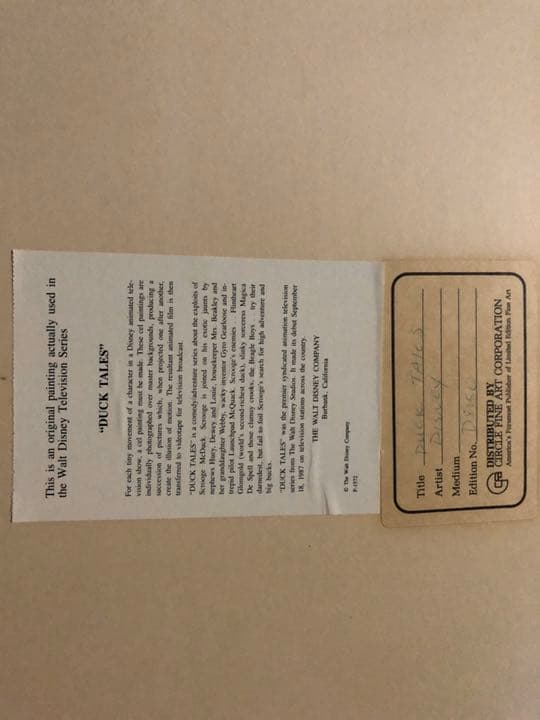 This is an original painting actually used in
the Walt Disney Television Series
"DUCK TALES"
For each tiny movement of a character in a Disney animated tele-
vision show, a cel painting must be made. These cel paintings are
individually photographed over master backgrounds, producing a
succession of pictures which, when projected one after another,
create the illusion of motion. The resultant animated film is then
transferred to videotape for television broadcast.
"DUCK TALES" is a comedy/adventure series about the exploits of
Scrooge McDuck. Scrooge is joined on his exotic jaunts by
nephews Huey, Dewey and Louie, housekeeper Mrs. Beakley and
her granddaughter Webby, wacky inventor Gyro Gearloose and in-
trepid pilot Launchpad McQuack. Scrooge's enemies – Flintheart
Glomgold (world's second-richest duck), slinky sorceress Magica
De Spell and those clumsy crooks, the Beagle Boys – try their
darnedest, but fail to foil Scrooge's search for high adventure and
big bucks.
"DUCK TALES" was the premier syndicated animation television
series from The Walt Disney Studios. It made its debut September
18, 1987 on television stations across the country.
THE WALT DISNEY COMPANY
Burbank, California
© The Walt Disney Company
P-1572
Title DUCK TALES
Artist Disney
Medium
Edition No.
DISTRIBUTED BY
CIRCLE FINE ART CORPORATION
America's Foremost Publisher of Limited Edition Fine Art